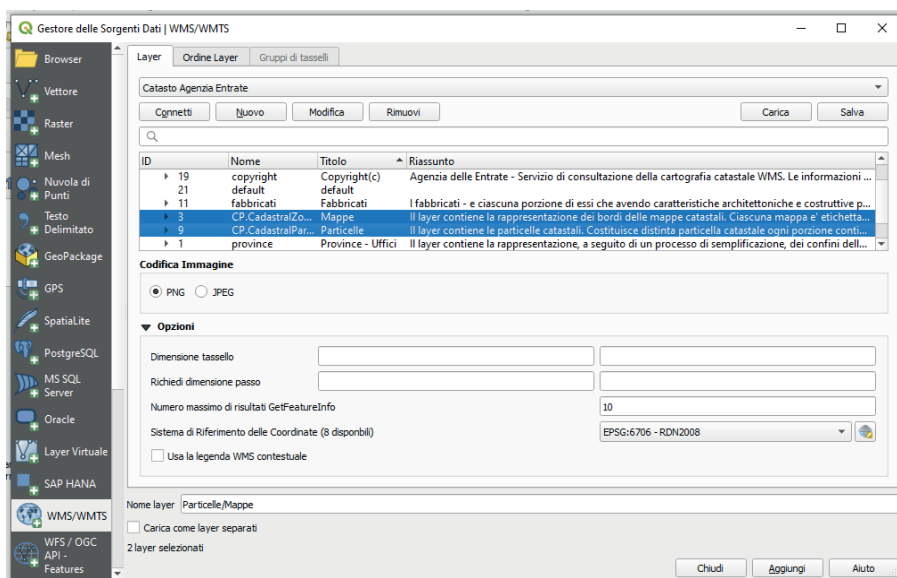 Gestore delle Sorgenti Dati | WMS/WMTS
Browser
Vettore
Raster
Mesh
Nuvola di
Punti
Testo
Delimitato
GeoPackage
GPS
SpatiaLite
PostgreSQL
MS SQL
Server
Oracle
Layer Virtuale
SAP HANA
WMS/WMTS
WFS / OGC
API -
Features
Layer Ordine Layer Gruppi di tasselli
Catasto Agenzia Entrate
Connetti Nuovo Modifica Rimuovi Carica Salva
ID Nome Titolo Riassunto
19 copyright Copyright(c) Agenzia delle Entrate - Servizio di consultazione della cartografia catastale WMS. Le informazioni ...
21 default default
11 fabbricati Fabbricati I fabbricati - e ciascuna porzione di essi che avendo caratteristiche architettoniche e costruttive p...
3 CP.CadastralZo... Mappe Il layer contiene la rappresentazione dei bordi delle mappe catastali. Ciascuna mappa e' etichetta...
9 CP.CadastralPar... Particelle Il layer contiene le particelle catastali. Costituisce distinta particella catastale ogni porzione conti...
1 province Province - Uffici Il layer contiene la rappresentazione, a seguito di un processo di semplificazione, dei confini dell...
Codifica Immagine
PNG JPEG
Opzioni
Dimensione tassello
Richiedi dimensione passo
Numero massimo di risultati GetFeatureInfo 10
Sistema di Riferimento delle Coordinate (8 disponbili) EPSG:6706 - RDN2008
Usa la legenda WMS contestuale
Nome layer Particelle/Mappe
Carica come layer separati
2 layer selezionati
Chiudi Aggiungi Aiuto